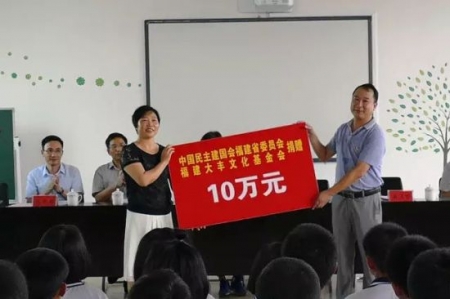 中国民主建国会福建省委员会
福建大丰文化基金会 捐赠
10万元